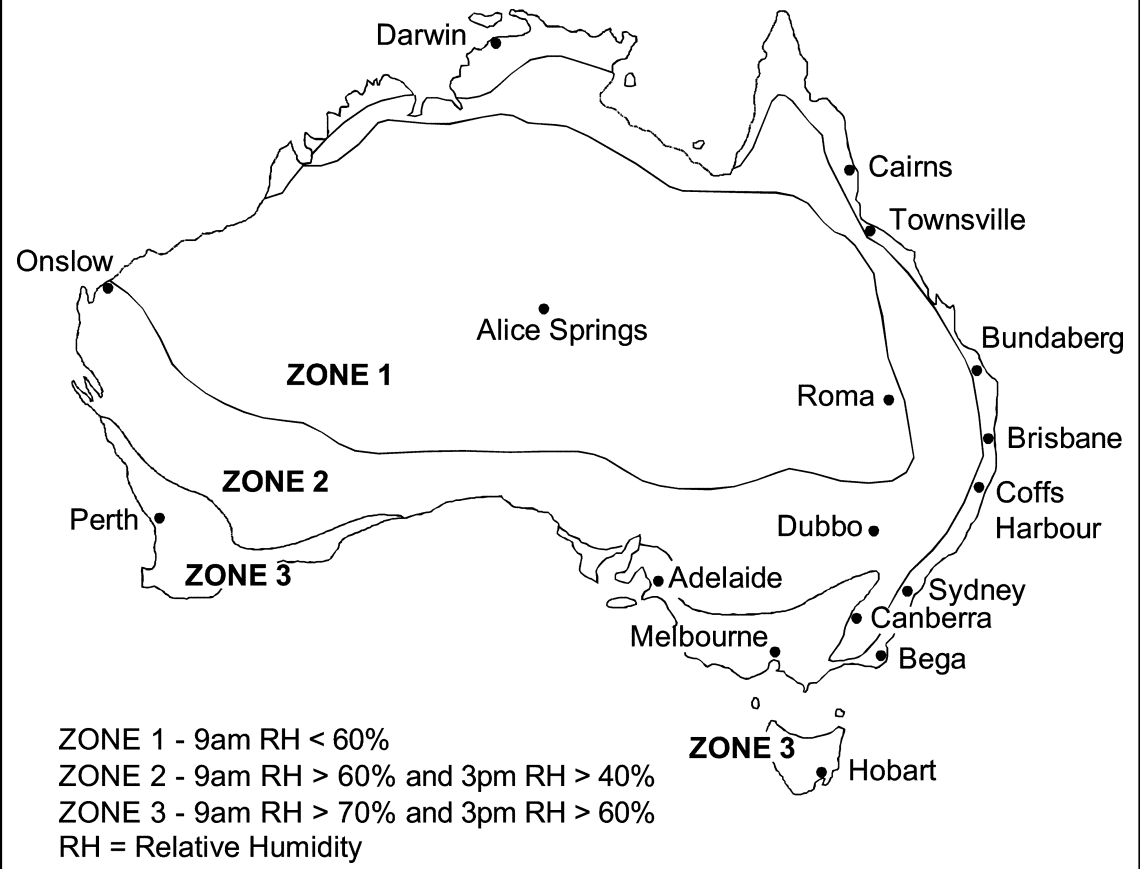 Darwin
Cairns
Townsville
Onslow
Alice Springs
Bundaberg
ZONE 1
Roma
Brisbane
ZONE 2
Coffs
Harbour
Perth
Dubbo
ZONE 3
Adelaide
Sydney
Canberra
Melbourne
Bega
ZONE 3
Hobart
ZONE 1 - 9am RH < 60%
ZONE 2 - 9am RH > 60% and 3pm RH > 40%
ZONE 3 - 9am RH > 70% and 3pm RH > 60%
RH = Relative Humidity